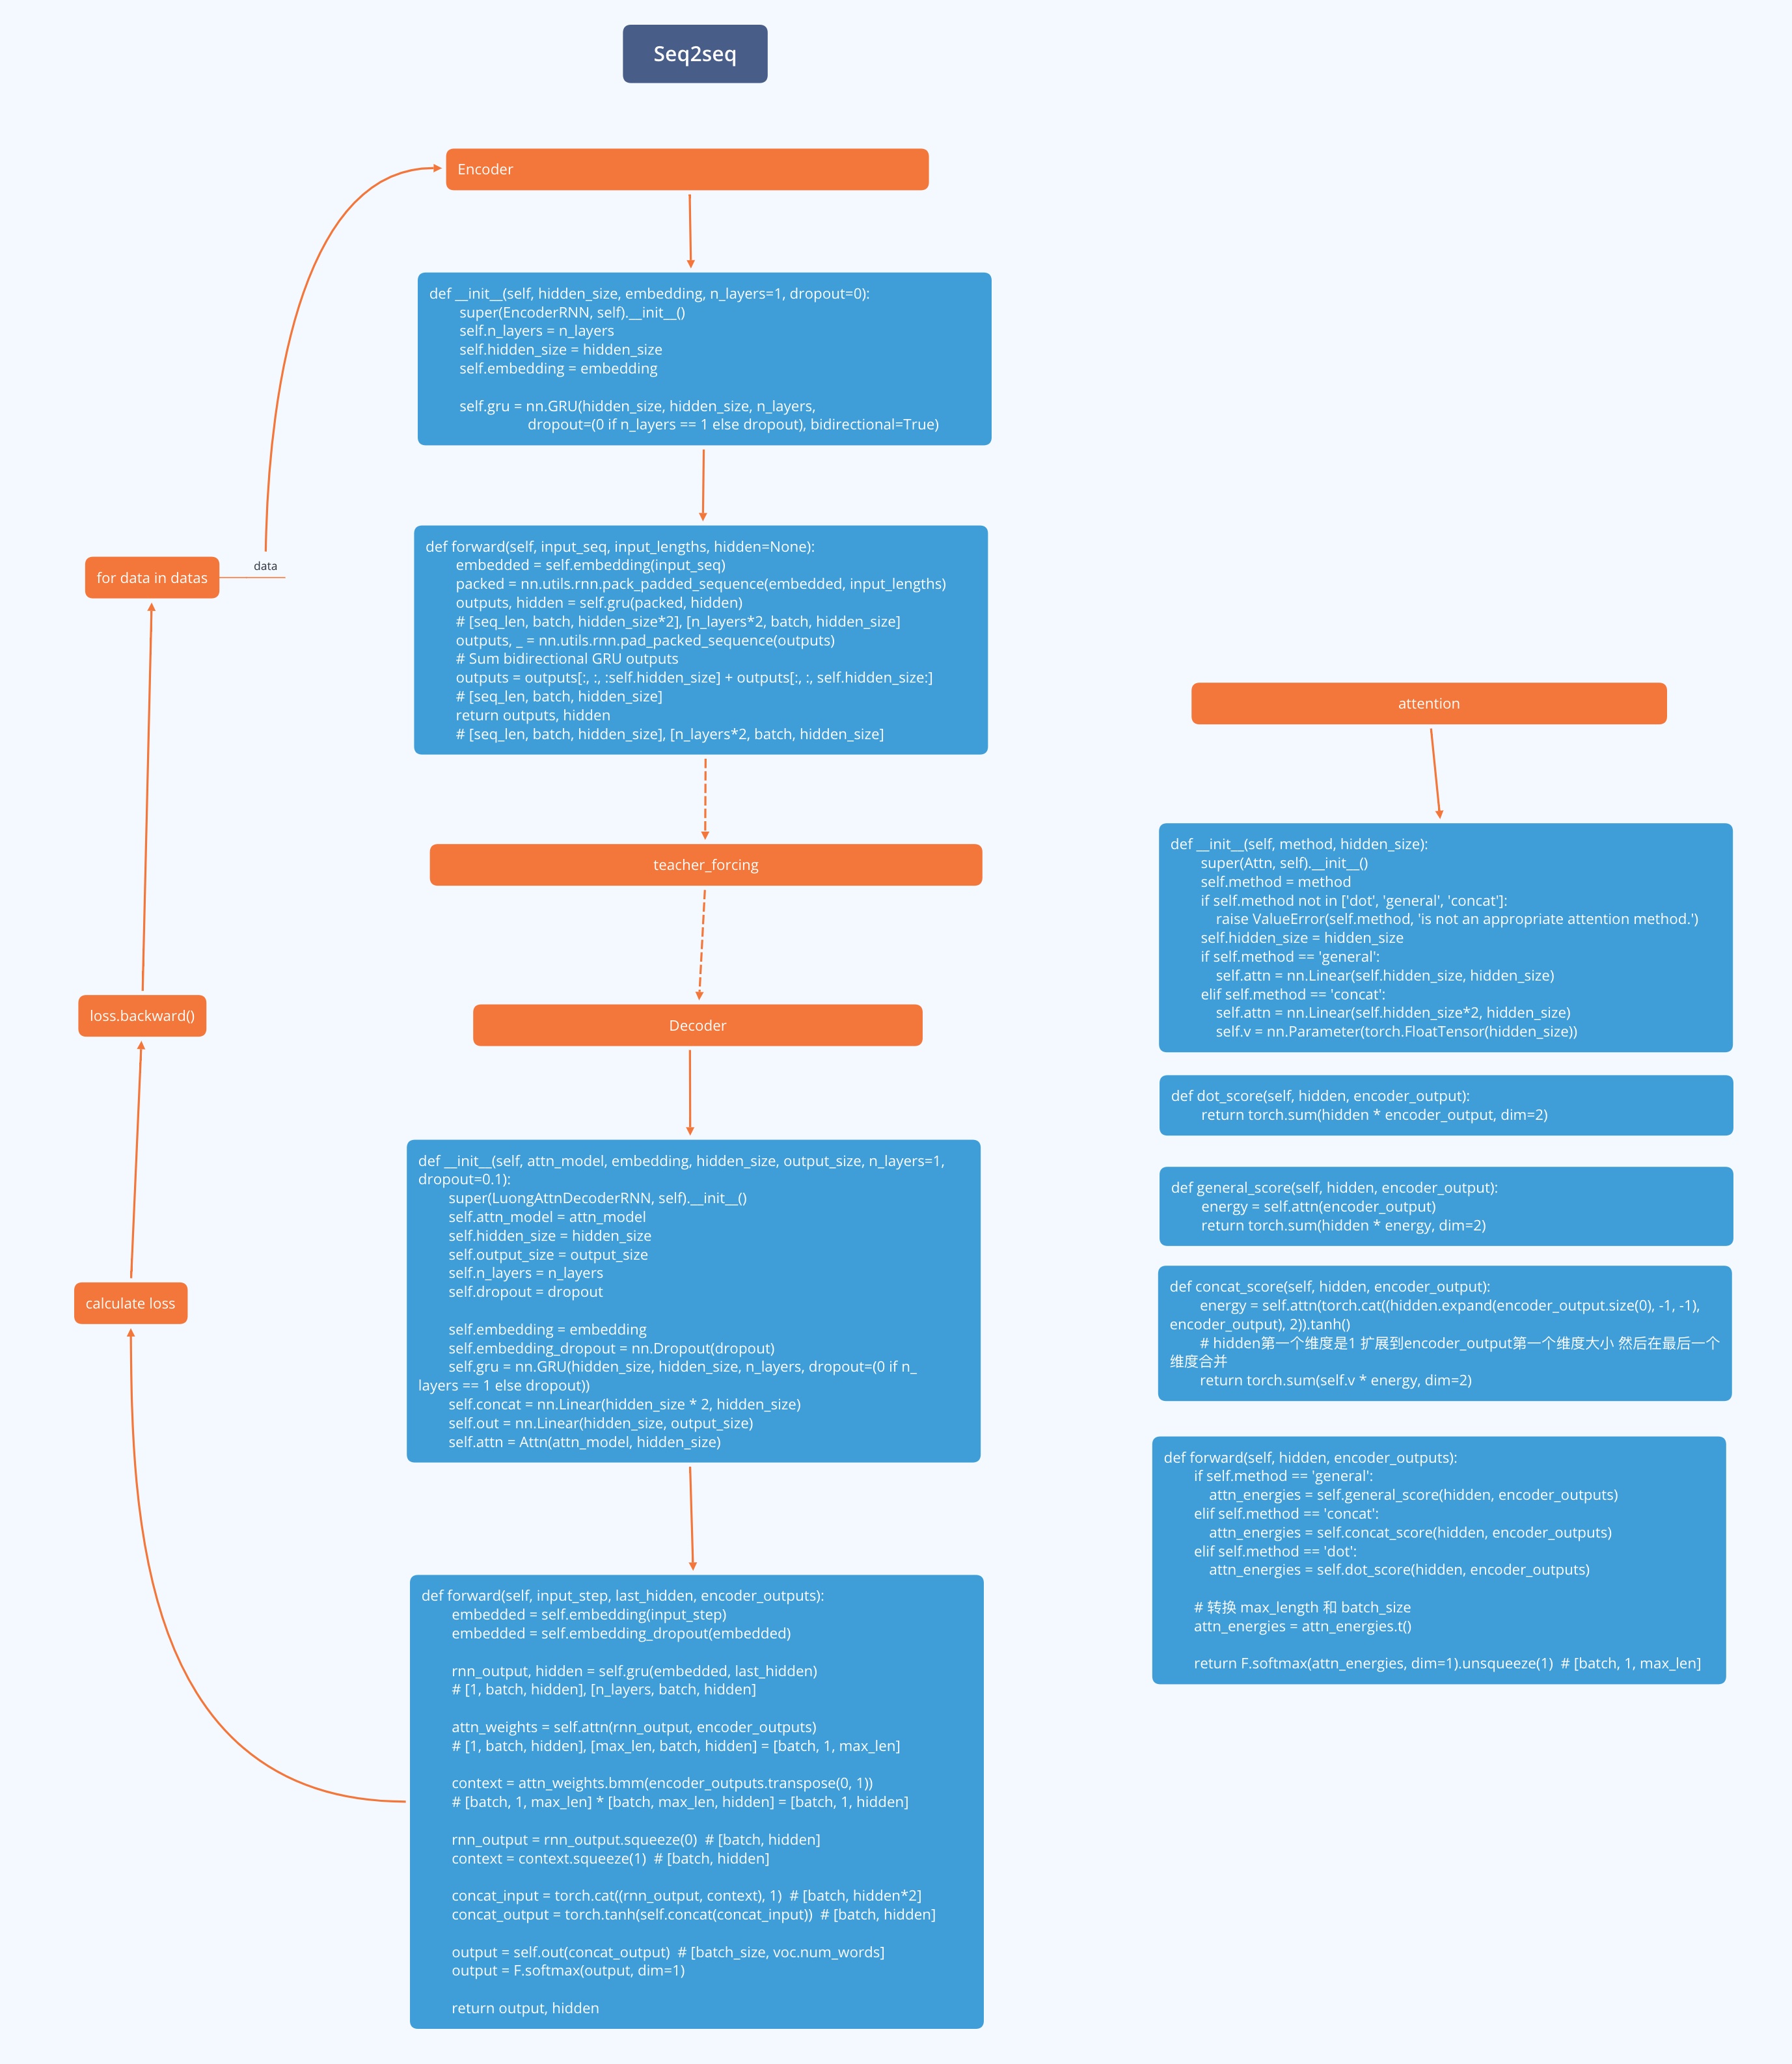 Seq2seq
Encoder
def __init__(self, hidden_size, embedding, n_layers=1, dropout=0):
super(EncoderRNN, self).__init__()
self.n_layers = n_layers
self.hidden_size = hidden_size
self.embedding = embedding
self.gru = nn.GRU(hidden_size, hidden_size, n_layers,
dropout=(0 if n_layers == 1 else dropout), bidirectional=True)
for data in datas
data
def forward(self, input_seq, input_lengths, hidden=None):
embedded = self.embedding(input_seq)
packed = nn.utils.rnn.pack_padded_sequence(embedded, input_lengths)
outputs, hidden = self.gru(packed, hidden)
# [seq_len, batch, hidden_size*2], [n_layers*2, batch, hidden_size]
outputs, _ = nn.utils.rnn.pad_packed_sequence(outputs)
# Sum bidirectional GRU outputs
outputs = outputs[:, :, :self.hidden_size] + outputs[:, :, self.hidden_size:]
# [seq_len, batch, hidden_size]
return outputs, hidden
# [seq_len, batch, hidden_size], [n_layers*2, batch, hidden_size]
teacher_forcing
loss.backward()
Decoder
def __init__(self, attn_model, embedding, hidden_size, output_size, n_layers=1,
dropout=0.1):
super(LuongAttnDecoderRNN, self).__init__()
self.attn_model = attn_model
self.hidden_size = hidden_size
self.output_size = output_size
self.n_layers = n_layers
self.dropout = dropout
self.embedding = embedding
self.embedding_dropout = nn.Dropout(dropout)
self.gru = nn.GRU(hidden_size, hidden_size, n_layers, dropout=(0 if n_
layers == 1 else dropout))
self.concat = nn.Linear(hidden_size * 2, hidden_size)
self.out = nn.Linear(hidden_size, output_size)
self.attn = Attn(attn_model, hidden_size)
calculate loss
def forward(self, input_step, last_hidden, encoder_outputs):
embedded = self.embedding(input_step)
embedded = self.embedding_dropout(embedded)
rnn_output, hidden = self.gru(embedded, last_hidden)
# [1, batch, hidden], [n_layers, batch, hidden]
attn_weights = self.attn(rnn_output, encoder_outputs)
# [1, batch, hidden], [max_len, batch, hidden] = [batch, 1, max_len]
context = attn_weights.bmm(encoder_outputs.transpose(0, 1))
# [batch, 1, max_len] * [batch, max_len, hidden] = [batch, 1, hidden]
rnn_output = rnn_output.squeeze(0)  # [batch, hidden]
context = context.squeeze(1)  # [batch, hidden]
concat_input = torch.cat((rnn_output, context), 1)  # [batch, hidden*2]
concat_output = torch.tanh(self.concat(concat_input))  # [batch, hidden]
output = self.out(concat_output)  # [batch_size, voc.num_words]
output = F.softmax(output, dim=1)
return output, hidden
attention
def __init__(self, method, hidden_size):
super(Attn, self).__init__()
self.method = method
if self.method not in ['dot', 'general', 'concat']:
raise ValueError(self.method, 'is not an appropriate attention method.')
self.hidden_size = hidden_size
if self.method == 'general':
self.attn = nn.Linear(self.hidden_size, hidden_size)
elif self.method == 'concat':
self.attn = nn.Linear(self.hidden_size*2, hidden_size)
self.v = nn.Parameter(torch.FloatTensor(hidden_size))
def dot_score(self, hidden, encoder_output):
return torch.sum(hidden * encoder_output, dim=2)
def general_score(self, hidden, encoder_output):
energy = self.attn(encoder_output)
return torch.sum(hidden * energy, dim=2)
def concat_score(self, hidden, encoder_output):
energy = self.attn(torch.cat((hidden.expand(encoder_output.size(0), -1, -1),
encoder_output), 2)).tanh()
# hidden第一个维度是1 扩展到encoder_output第一个维度大小 然后在最后一个
维度合并
return torch.sum(self.v * energy, dim=2)
def forward(self, hidden, encoder_outputs):
if self.method == 'general':
attn_energies = self.general_score(hidden, encoder_outputs)
elif self.method == 'concat':
attn_energies = self.concat_score(hidden, encoder_outputs)
elif self.method == 'dot':
attn_energies = self.dot_score(hidden, encoder_outputs)
# 转换 max_length 和 batch_size
attn_energies = attn_energies.t()
return F.softmax(attn_energies, dim=1).unsqueeze(1)  # [batch, 1, max_len]